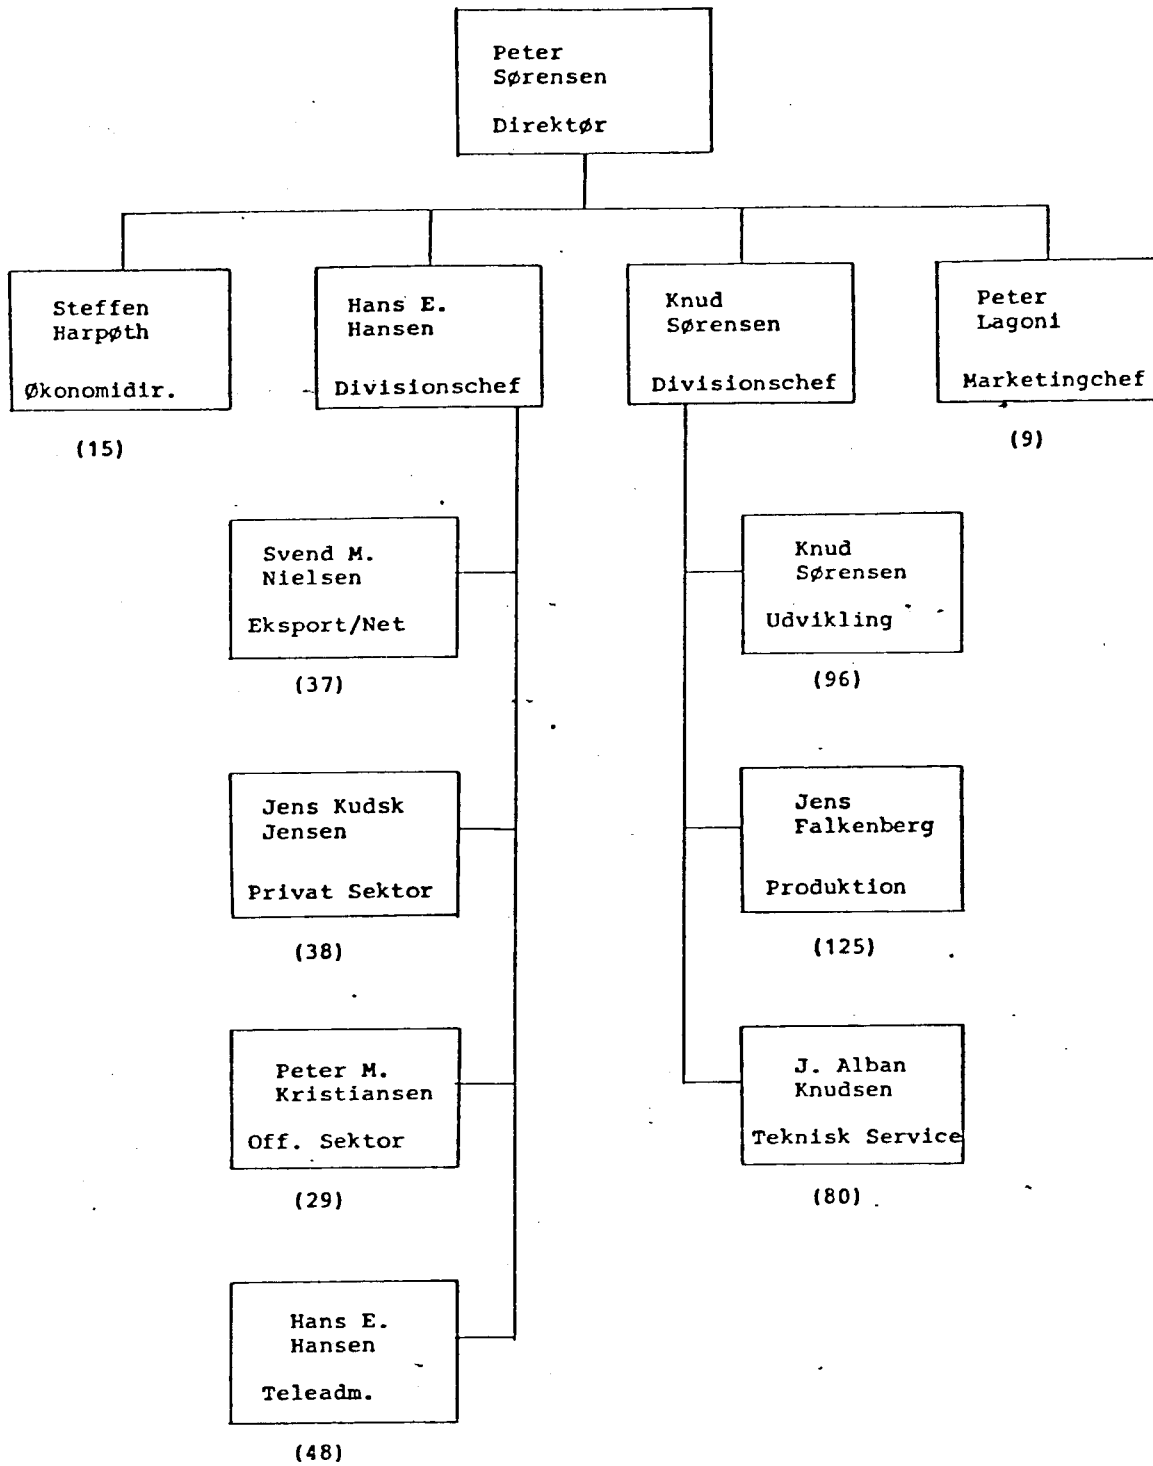 Peter
Sørensen
Direktør
Steffen
Harpøth
Økonomidir.
(15)
Hans E.
Hansen
Divisionschef
Knud
Sørensen
Divisionschef
Peter
Lagoni
Marketingchef
(9)
Svend M.
Nielsen
Eksport/Net
(37)
Jens Kudsk
Jensen
Privat Sektor
(38)
Peter M.
Kristiansen
Off. Sektor
(29)
Hans E.
Hansen
Teleadm.
(48)
Knud
Sørensen
Udvikling
(96)
Jens
Falkenberg
Produktion
(125)
J. Alban
Knudsen
Teknisk Service
(80)